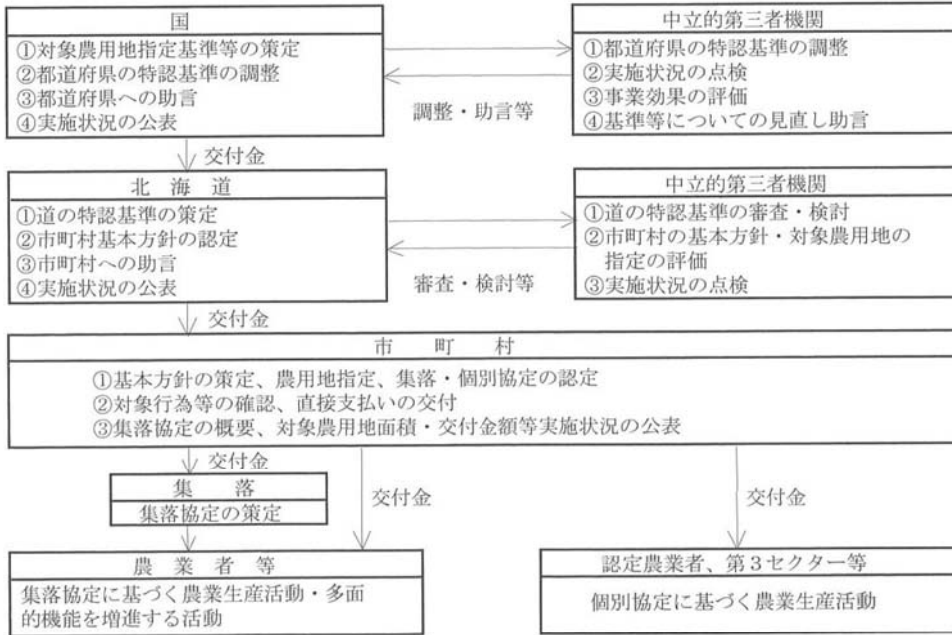 国
①対象農用地指定基準等の策定
②都道府県の特認基準の調整
③都道府県への助言
④実施状況の公表
調整・助言等
中立的第三者機関
①都道府県の特認基準の調整
②実施状況の点検
③事業効果の評価
④基準等についての見直し助言
交付金
北海道
①道の特認基準の策定
②市町村基本方針の認定
③市町村への助言
④実施状況の公表
審査・検討等
中立的第三者機関
①道の特認基準の審査・検討
②市町村の基本方針・対象農用地の
指定の評価
③実施状況の点検
交付金
市町村
①基本方針の策定、農用地指定、集落・個別協定の認定
②対象行為等の確認、直接支払いの交付
③集落協定の概要、対象農用地面積・交付金額等実施状況の公表
交付金
集落
集落協定の策定
交付金
交付金
農業者等
集落協定に基づく農業生産活動・多面
的機能を増進する活動
認定農業者、第3セクター等
個別協定に基づく農業生産活動